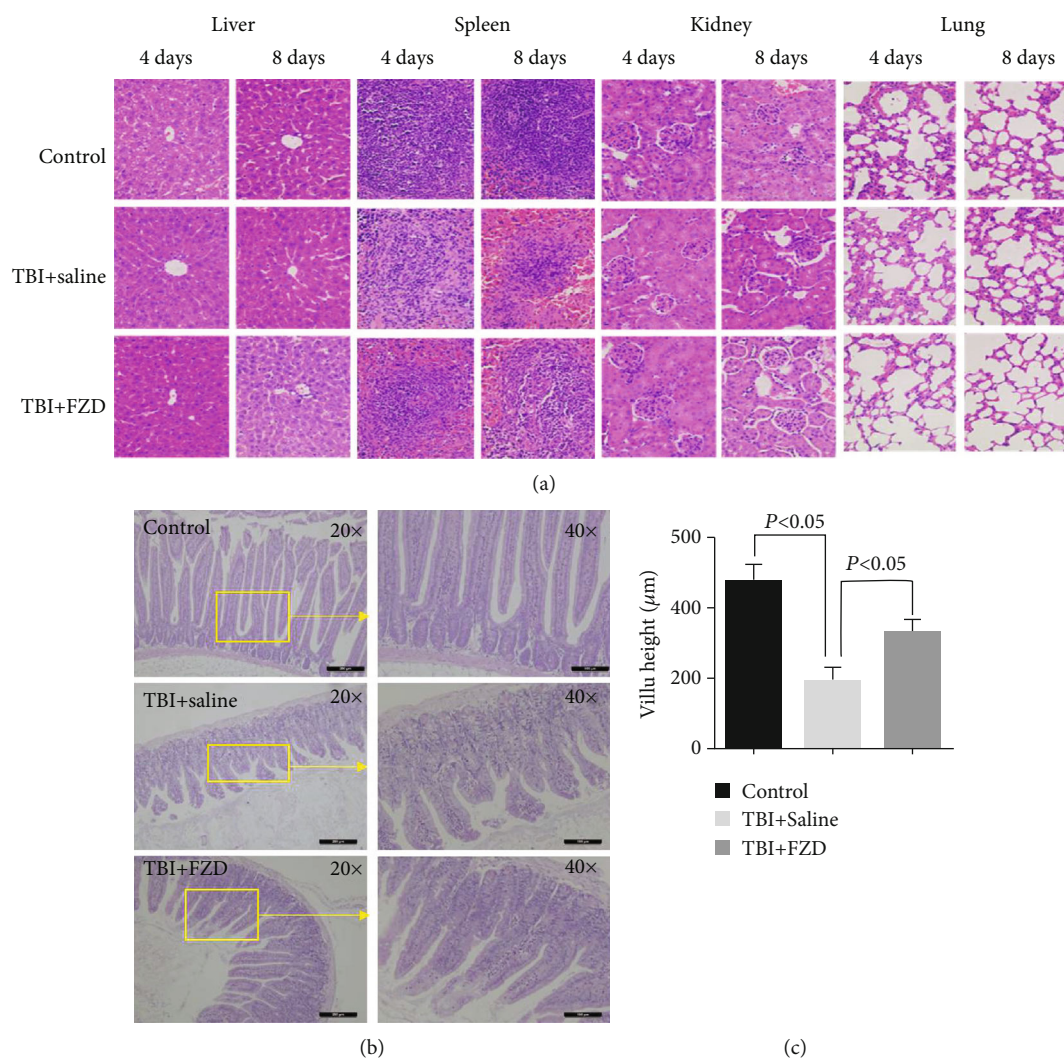 Liver Spleen Kidney Lung
4 days 8 days 4 days 8 days 4 days 8 days 4 days 8 days
Control
TBI+saline
TBI+FZD
(a)
Control 20× 40×
TBI+saline 20× 40×
TBI+FZD 20× 40×
(b)
P<0.05
P<0.05
500
400
200
0
Villu height (μm)
Control
TBI+Saline
TBI+FZD
(c)